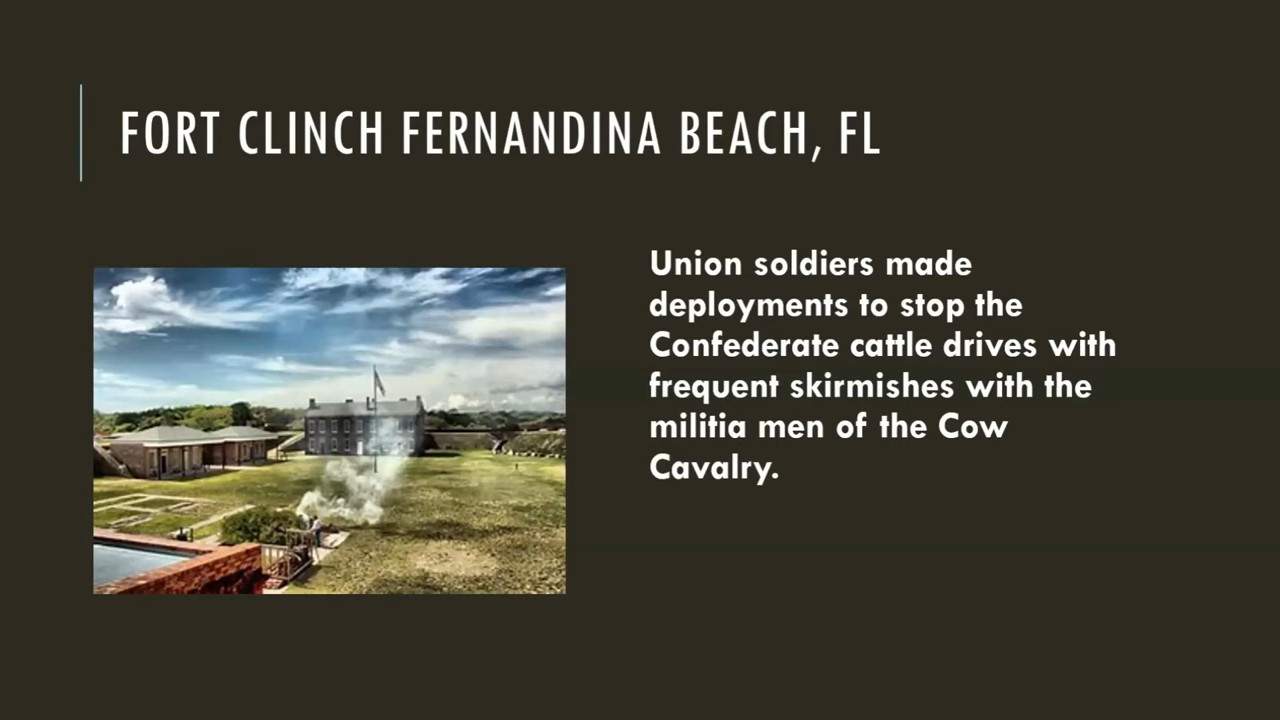 FORT CLINCH FERNANDINA BEACH, FL
Union soldiers made
deployments to stop the
Confederate cattle drives with
frequent skirmishes with the
militia men of the Cow
Cavalry.